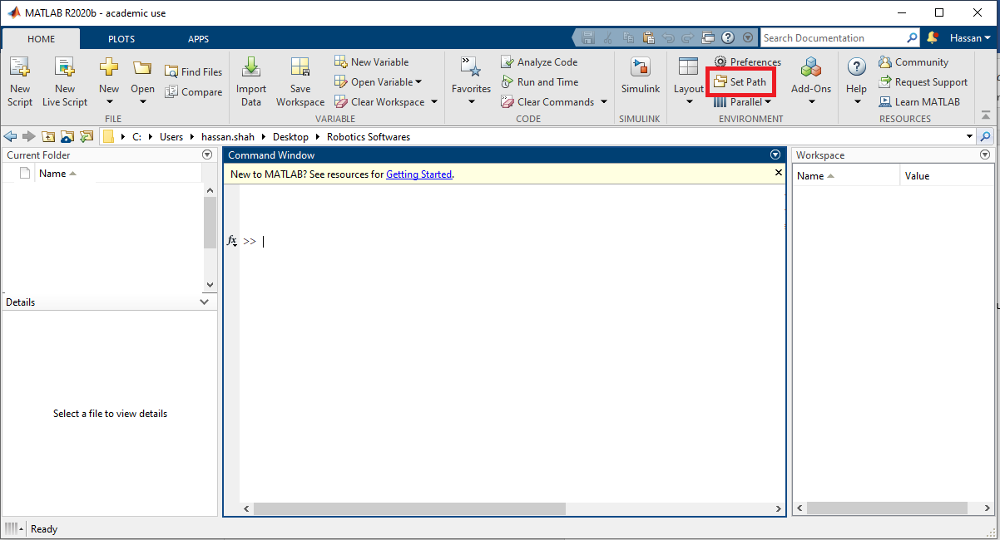 MATLAB R2020b - academic use
HOME PLOTS APPS
Search Documentation Hassan
New Script
New Live Script
New
Open
Find Files
Compare
FILE
Import Data
Save Workspace
New Variable
Open Variable
Clear Workspace
VARIABLE
Favorites
Analyze Code
Run and Time
Clear Commands
CODE
Simulink
SIMULINK
Layout
Preferences
Set Path
Parallel
Add-Ons
ENVIRONMENT
Help
Community
Request Support
Learn MATLAB
RESOURCES
C: Users hassan.shah Desktop Robotics Softwares
Current Folder
Name
Details
Select a file to view details
Command Window
New to MATLAB? See resources for Getting Started.
fx >>
Workspace
Name Value
Ready